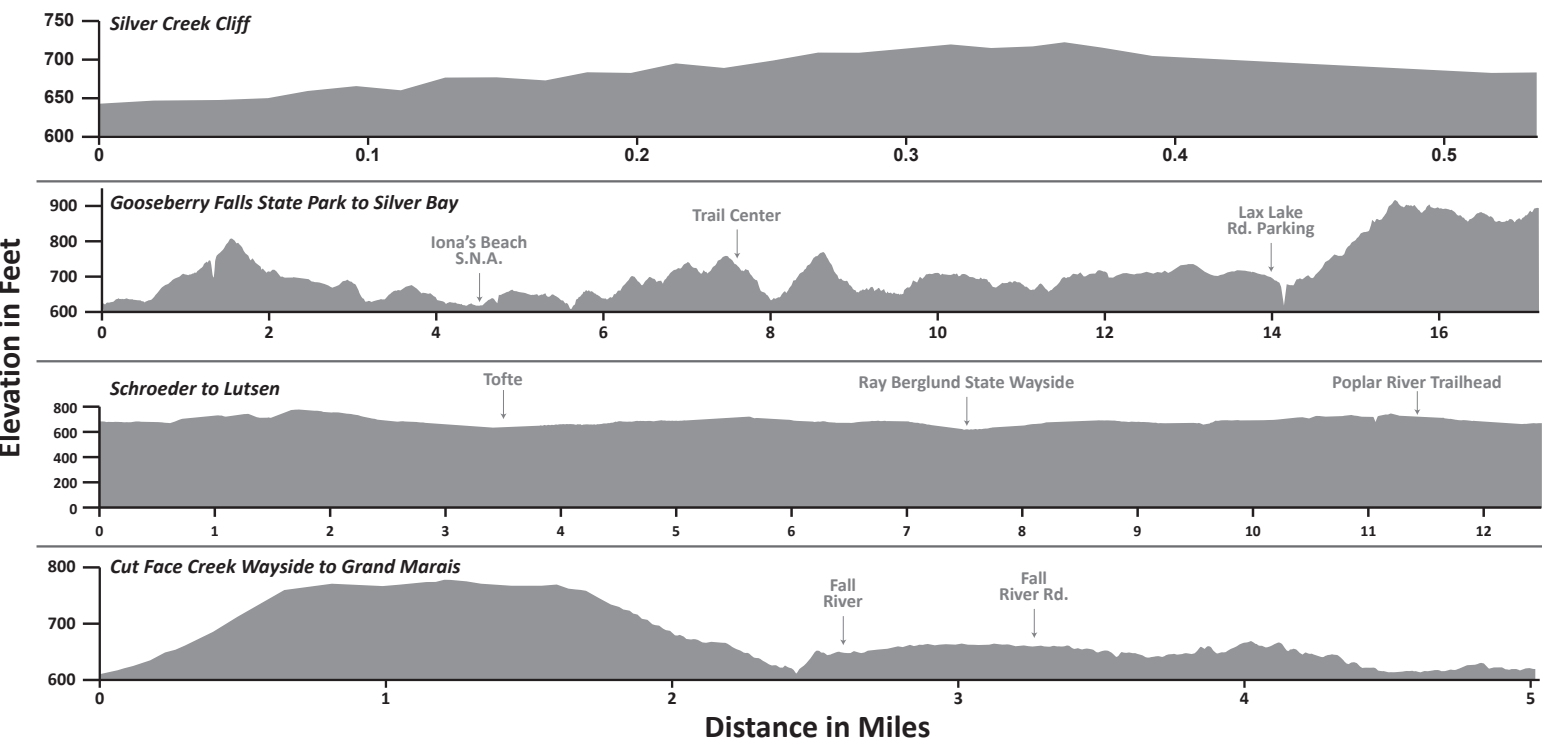 Elevation in Feet
Silver Creek Cliff
750
700
650
600
0 0.1 0.2 0.3 0.4 0.5
Gooseberry Falls State Park to Silver Bay
900
800
700
600
Iona's Beach
S.N.A.
Trail Center
Lax Lake
Rd. Parking
0 2 4 6 8 10 12 14 16
Schroeder to Lutsen
800
600
400
200
0
Tofte
Ray Berglund State Wayside
Poplar River Trailhead
0 1 2 3 4 5 6 7 8 9 10 11 12
Cut Face Creek Wayside to Grand Marais
800
700
600
Fall
River
Fall
River Rd.
0 1 2 3 4 5
Distance in Miles